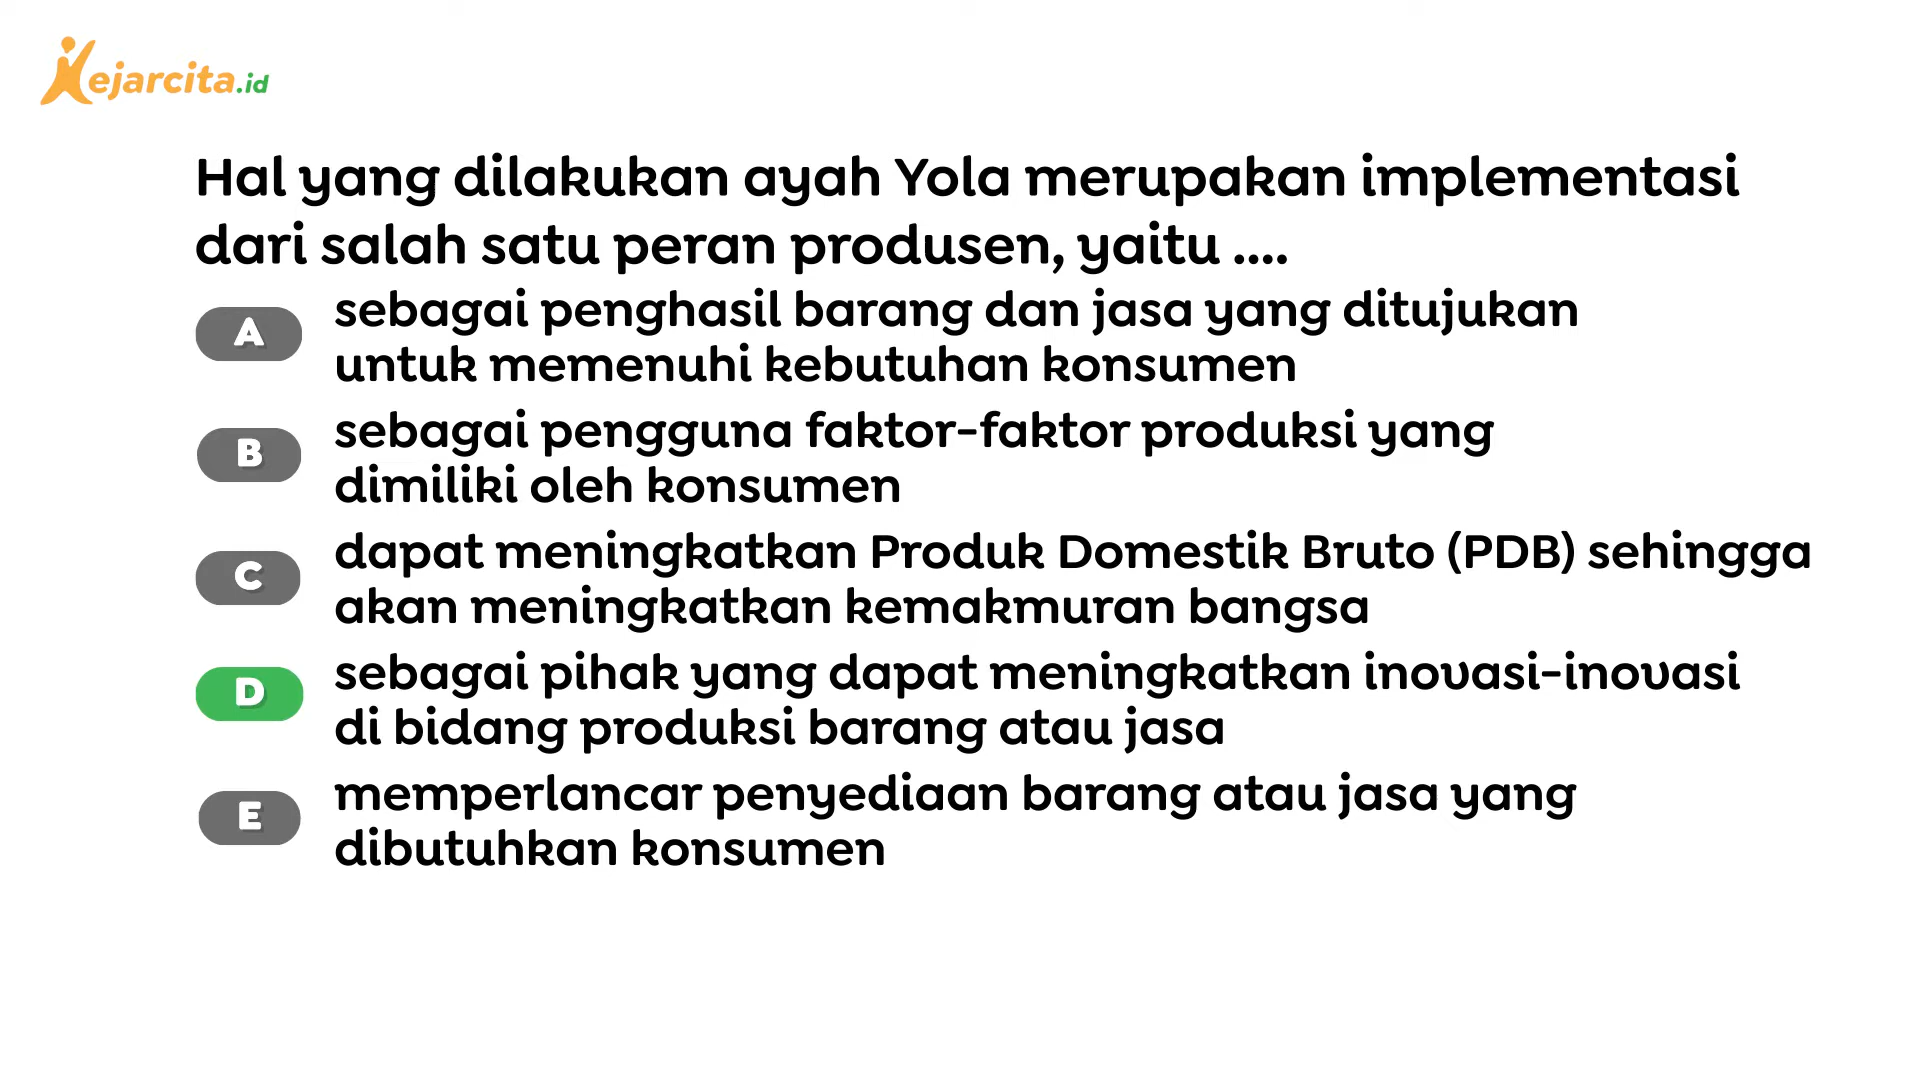 Kejarcita.id
Hal yang dilakukan ayah Yola merupakan implementasi
dari salah satu peran produsen, yaitu ....
A
sebagai penghasil barang dan jasa yang ditujukan
untuk memenuhi kebutuhan konsumen
B
sebagai pengguna faktor-faktor produksi yang
dimiliki oleh konsumen
C
dapat meningkatkan Produk Domestik Bruto (PDB) sehingga
akan meningkatkan kemakmuran bangsa
D
sebagai pihak yang dapat meningkatkan inovasi-inovasi
di bidang produksi barang atau jasa
E
memperlancar penyediaan barang atau jasa yang
dibutuhkan konsumen